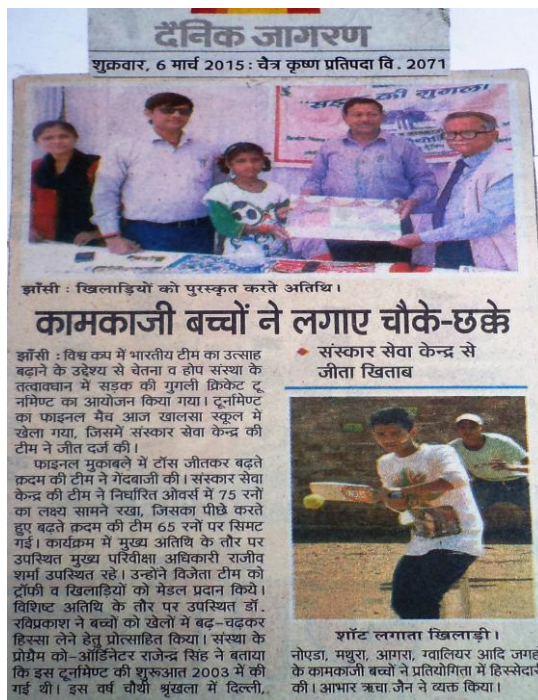 दैनिक जागरण
शुक्रवार, 6 मार्च 2015 : चैत्र कृष्ण प्रतिपदा वि. 2071
सड़क की गुगली
झाँसी : खिलाड़ियों को पुरस्कृत करते अतिथि।
कामकाजी बच्चों ने लगाए चौके-छक्के
झाँसी : विश्व कप में भारतीय टीम का उत्साह
बढ़ाने के उद्देश्य से चेतना व होप संस्था के
तत्वावधान में सड़क की गुगली क्रिकेट टू
र्नामेण्ट का आयोजन किया गया। टूर्नामेण्ट
का फाइनल मैच आज खालसा स्कूल में
खेला गया, जिसमें संस्कार सेवा केन्द्र की
टीम ने जीत दर्ज की।
फाइनल मुकाबले में टॉस जीतकर बढ़ते
क़दम की टीम ने गेंदबाजी की। संस्कार सेवा
केन्द्र की टीम ने निर्धारित ओवर्स में 75 रनों
का लक्ष्य सामने रखा, जिसका पीछे करते
हुए बढ़ते क़दम की टीम 65 रनों पर सिमट
गई। कार्यक्रम में मुख्य अतिथि के तौर पर
उपस्थित मुख्य परिवीक्षा अधिकारी राजीव
शर्मा उपस्थित रहे। उन्होंने विजेता टीम को
ट्रॉफी व खिलाड़ियों को मेडल प्रदान किये।
विशिष्ट अतिथि के तौर पर उपस्थित डॉ.
रविप्रकाश ने बच्चों को खेलों में बढ़-चढ़कर
हिस्सा लेने हेतु प्रोत्साहित किया। संस्था के
प्रोग्रैम को-ऑर्डिनेटर राजेन्द्र सिंह ने बताया
कि इस टूर्नामेण्ट की शुरूआत 2003 में की
गई थी। इस वर्ष चौथी श्रृंखला में दिल्ली,
संस्कार सेवा केन्द्र से
जीता खिताब
शॉट लगाता खिलाड़ी।
नोएडा, मथुरा, आगरा, ग्वालियर आदि जगह
के कामकाजी बच्चों ने प्रतियोगिता में हिस्सेदारी
की। आभार ऋचा जैन ने व्यक्त किया।